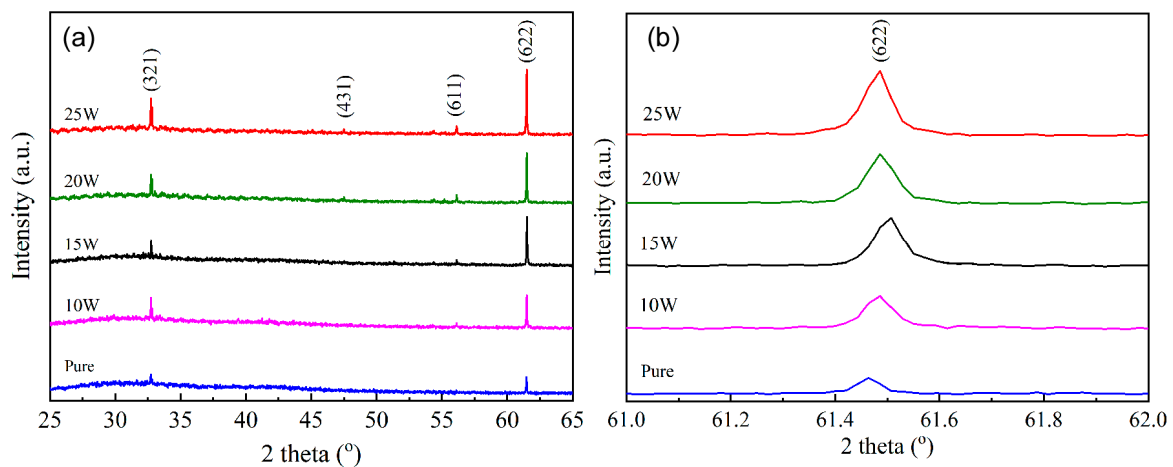 (a)
(321)
(431)
(611)
(622)
25W
20W
15W
10W
Pure
Intensity (a.u.)
25 30 35 40 45 50 55 60 65
2 theta (o)
(b)
(622)
25W
20W
15W
10W
Pure
Intensity (a.u.)
61.0 61.2 61.4 61.6 61.8 62.0
2 theta (o)